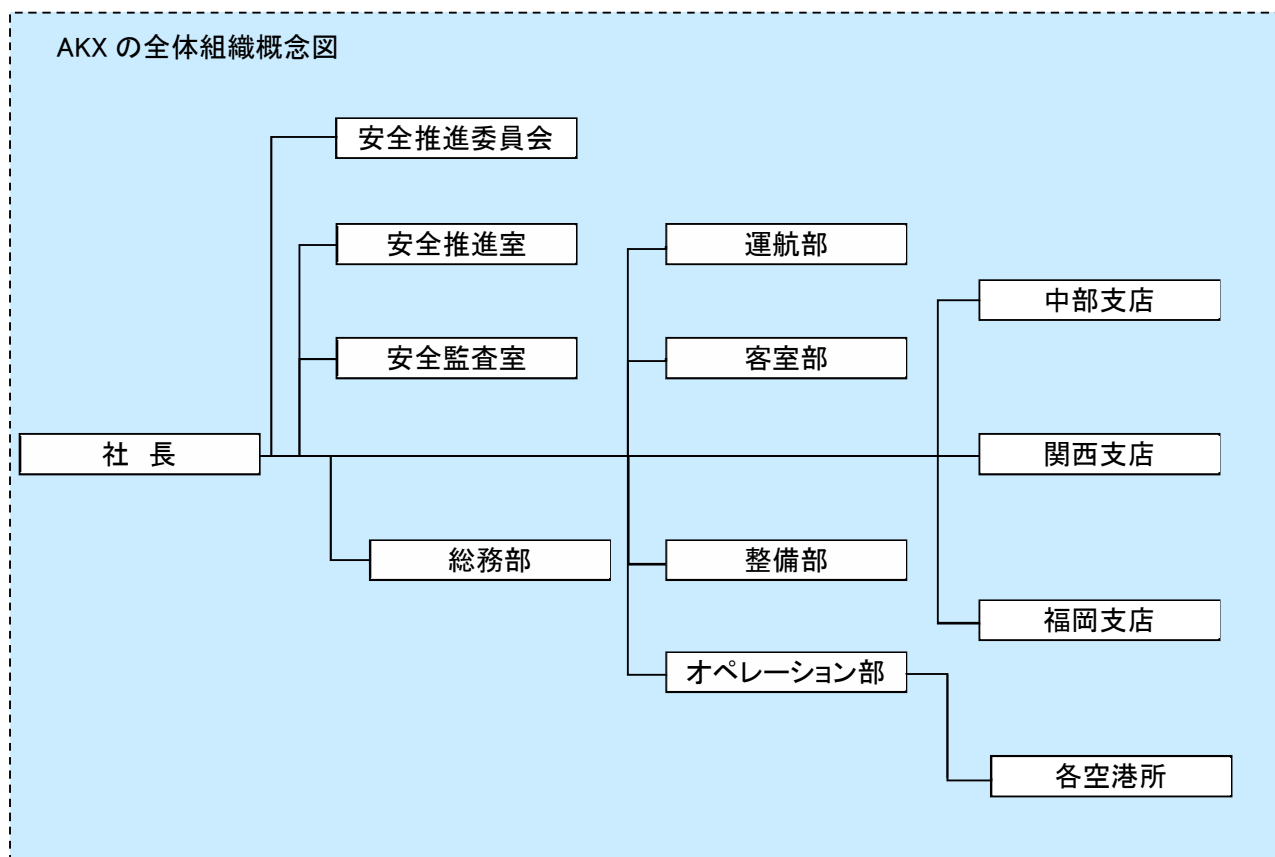 AKX の全体組織概念図
安全推進委員会
安全推進室
運航部
中部支店
安全監査室
客室部
社 長
関西支店
総務部
整備部
福岡支店
オペレーション部
各空港所